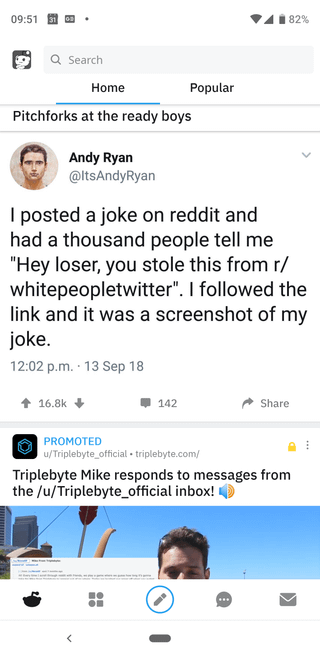 09:51 31 82%
Search
Home Popular
Pitchforks at the ready boys
Andy Ryan
@ItsAndyRyan
I posted a joke on reddit and
had a thousand people tell me
"Hey loser, you stole this from r/
whitepeopletwitter". I followed the
link and it was a screenshot of my
joke.
12:02 p.m. · 13 Sep 18
16.8k 142 Share
PROMOTED
u/Triplebyte_official • triplebyte.com/
Triplebyte Mike responds to messages from
the /u/Triplebyte_official inbox!